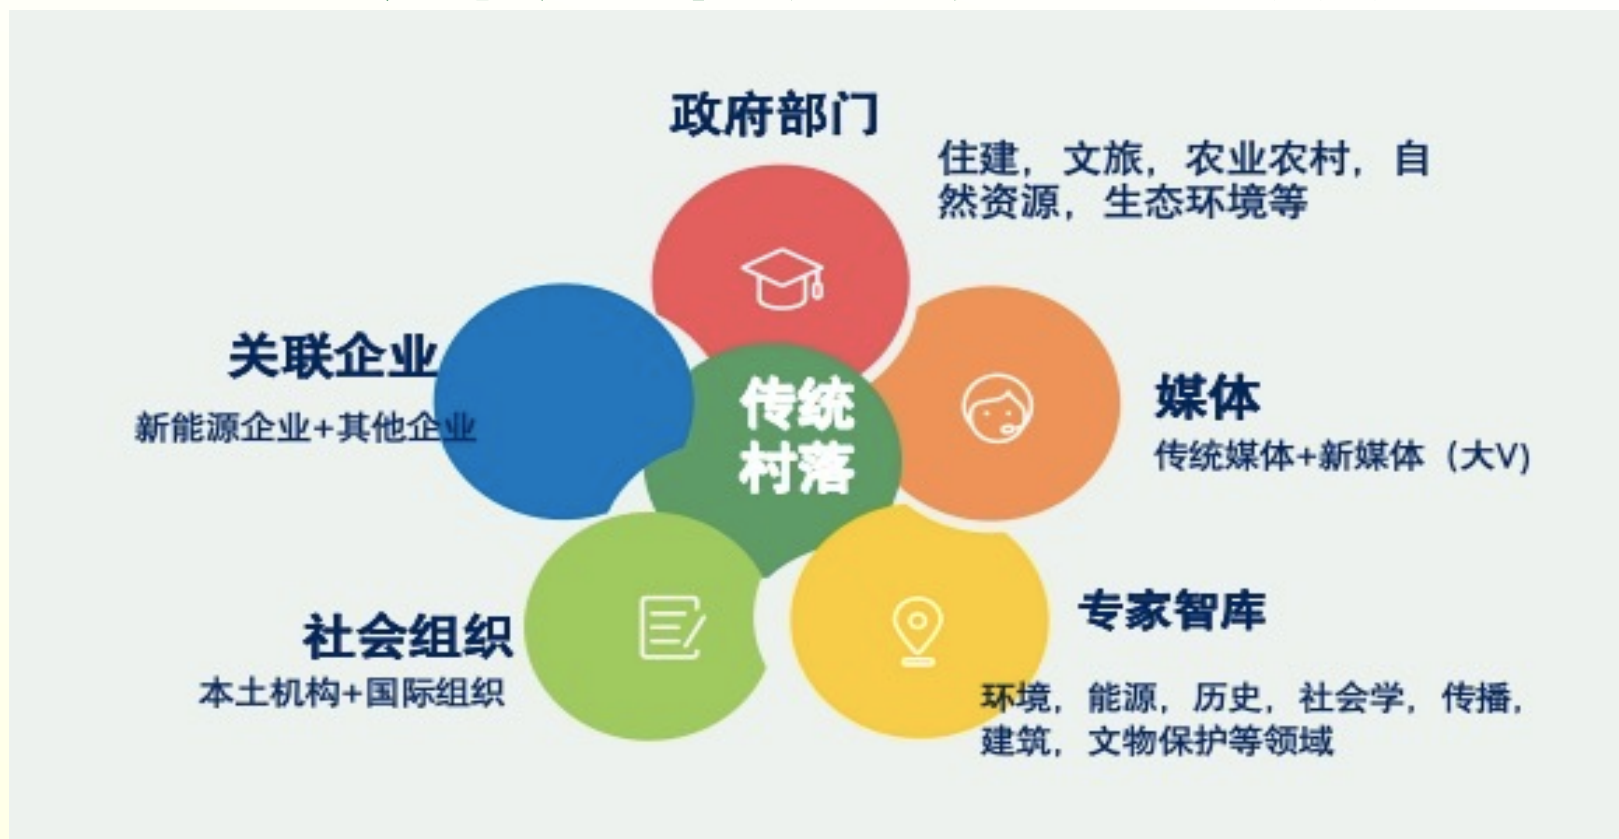 政府部门
住建，文旅，农业农村，自
然资源，生态环境等
关联企业
新能源企业+其他企业
传统
村落
媒体
传统媒体+新媒体（大V)
社会组织
本土机构+国际组织
专家智库
环境，能源，历史，社会学，传播，
建筑，文物保护等领域